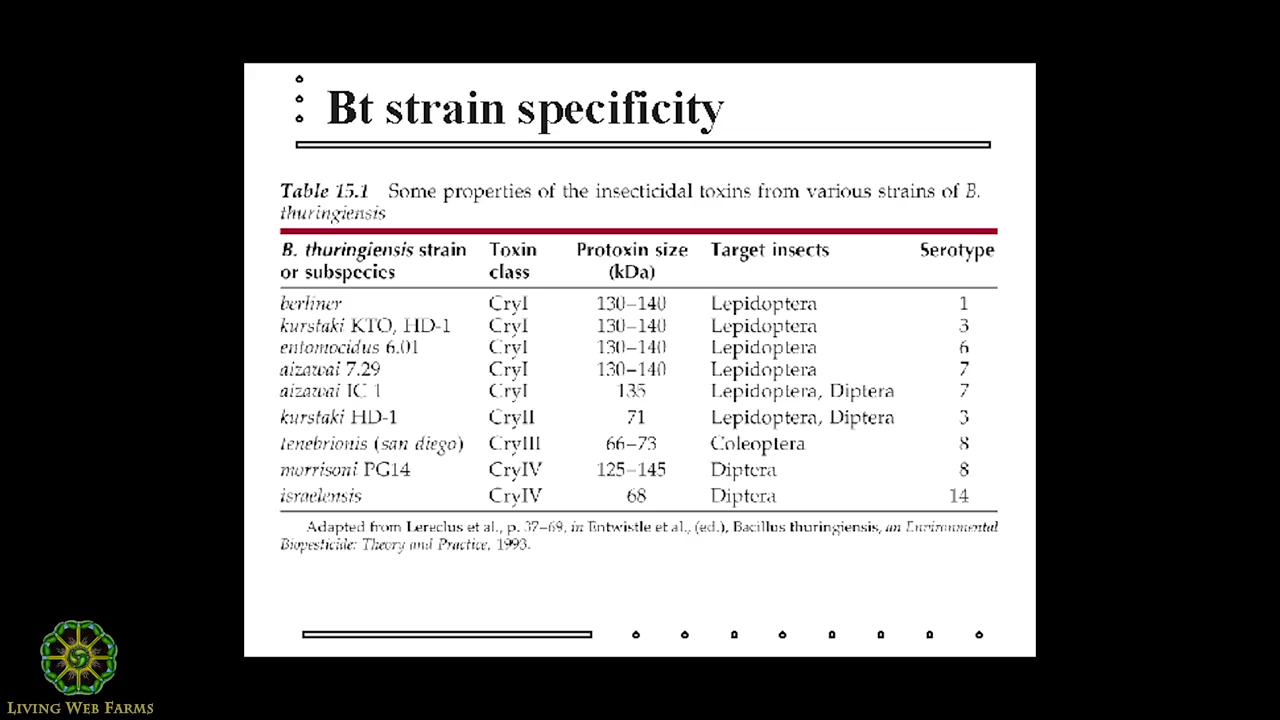 Bt strain specificity
Table 15.1 Some properties of the insecticidal toxins from various strains of B.
thuringiensis
B. thuringiensis strain Toxin Protoxin size Target insects Serotype
or subspecies class (kDa)
berliner CryI 130–140 Lepidoptera 1
kurstaki KTO, HD-1 CryI 130–140 Lepidoptera 3
entomocidus 6.01 CryI 130–140 Lepidoptera 6
aizawai 7.29 CryI 130–140 Lepidoptera 7
aizawai IC 1 CryI 135 Lepidoptera, Diptera 7
kurstaki HD-1 CryII 71 Lepidoptera, Diptera 3
tenebrionis (san diego) CryIII 66–73 Coleoptera 8
morrisoni PG14 CryIV 125–145 Diptera 8
israelensis CryIV 68 Diptera 14
Adapted from Lereclus et al., p. 37–69, in Entwistle et al., (ed.), Bacillus thuringiensis, an Environmental
Biopesticide: Theory and Practice, 1993.
LIVING WEB FARMS